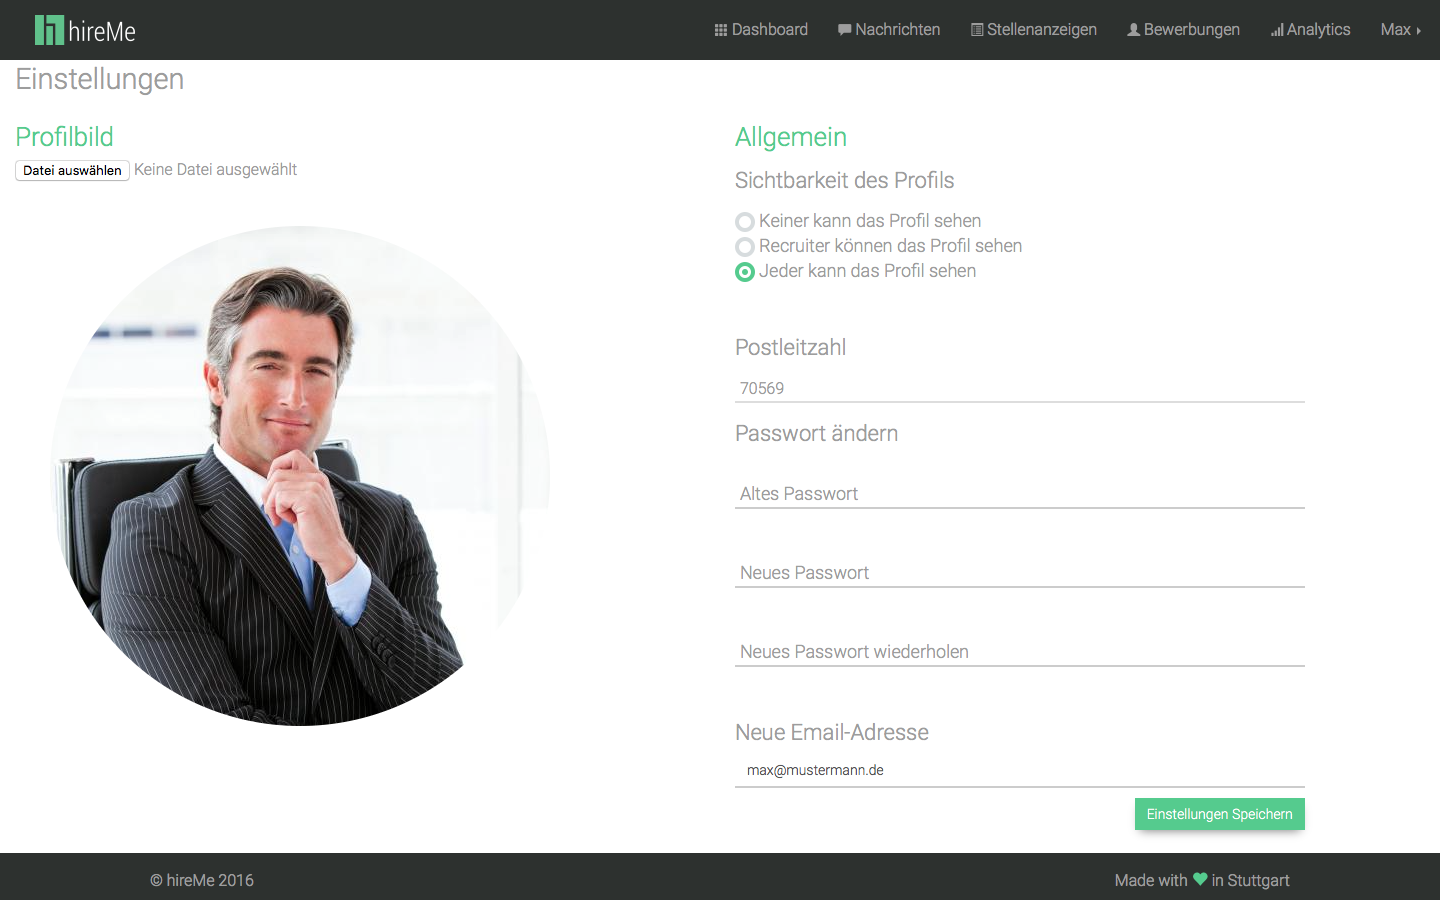 hireMe
Dashboard
Nachrichten
Stellenanzeigen
Bewerbungen
Analytics
Max
Einstellungen
Profilbild
Datei auswählen Keine Datei ausgewählt
Allgemein
Sichtbarkeit des Profils
Keiner kann das Profil sehen
Recruiter können das Profil sehen
Jeder kann das Profil sehen
Postleitzahl
70569
Passwort ändern
Altes Passwort
Neues Passwort
Neues Passwort wiederholen
Neue Email-Adresse
max@mustermann.de
Einstellungen Speichern
© hireMe 2016
Made with ♥ in Stuttgart